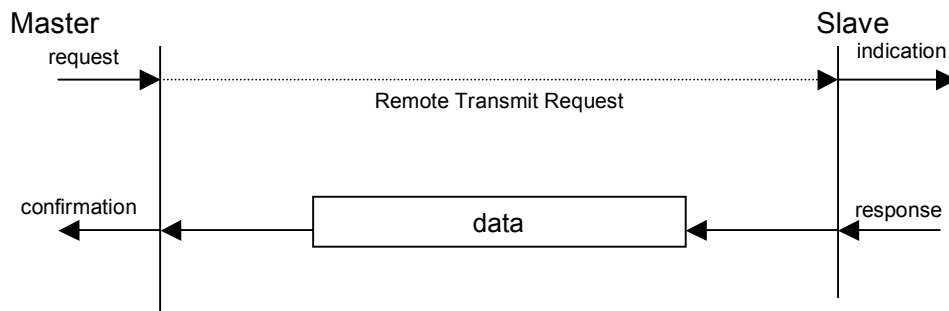 Master
Slave
request
indication
Remote Transmit Request
confirmation
data
response